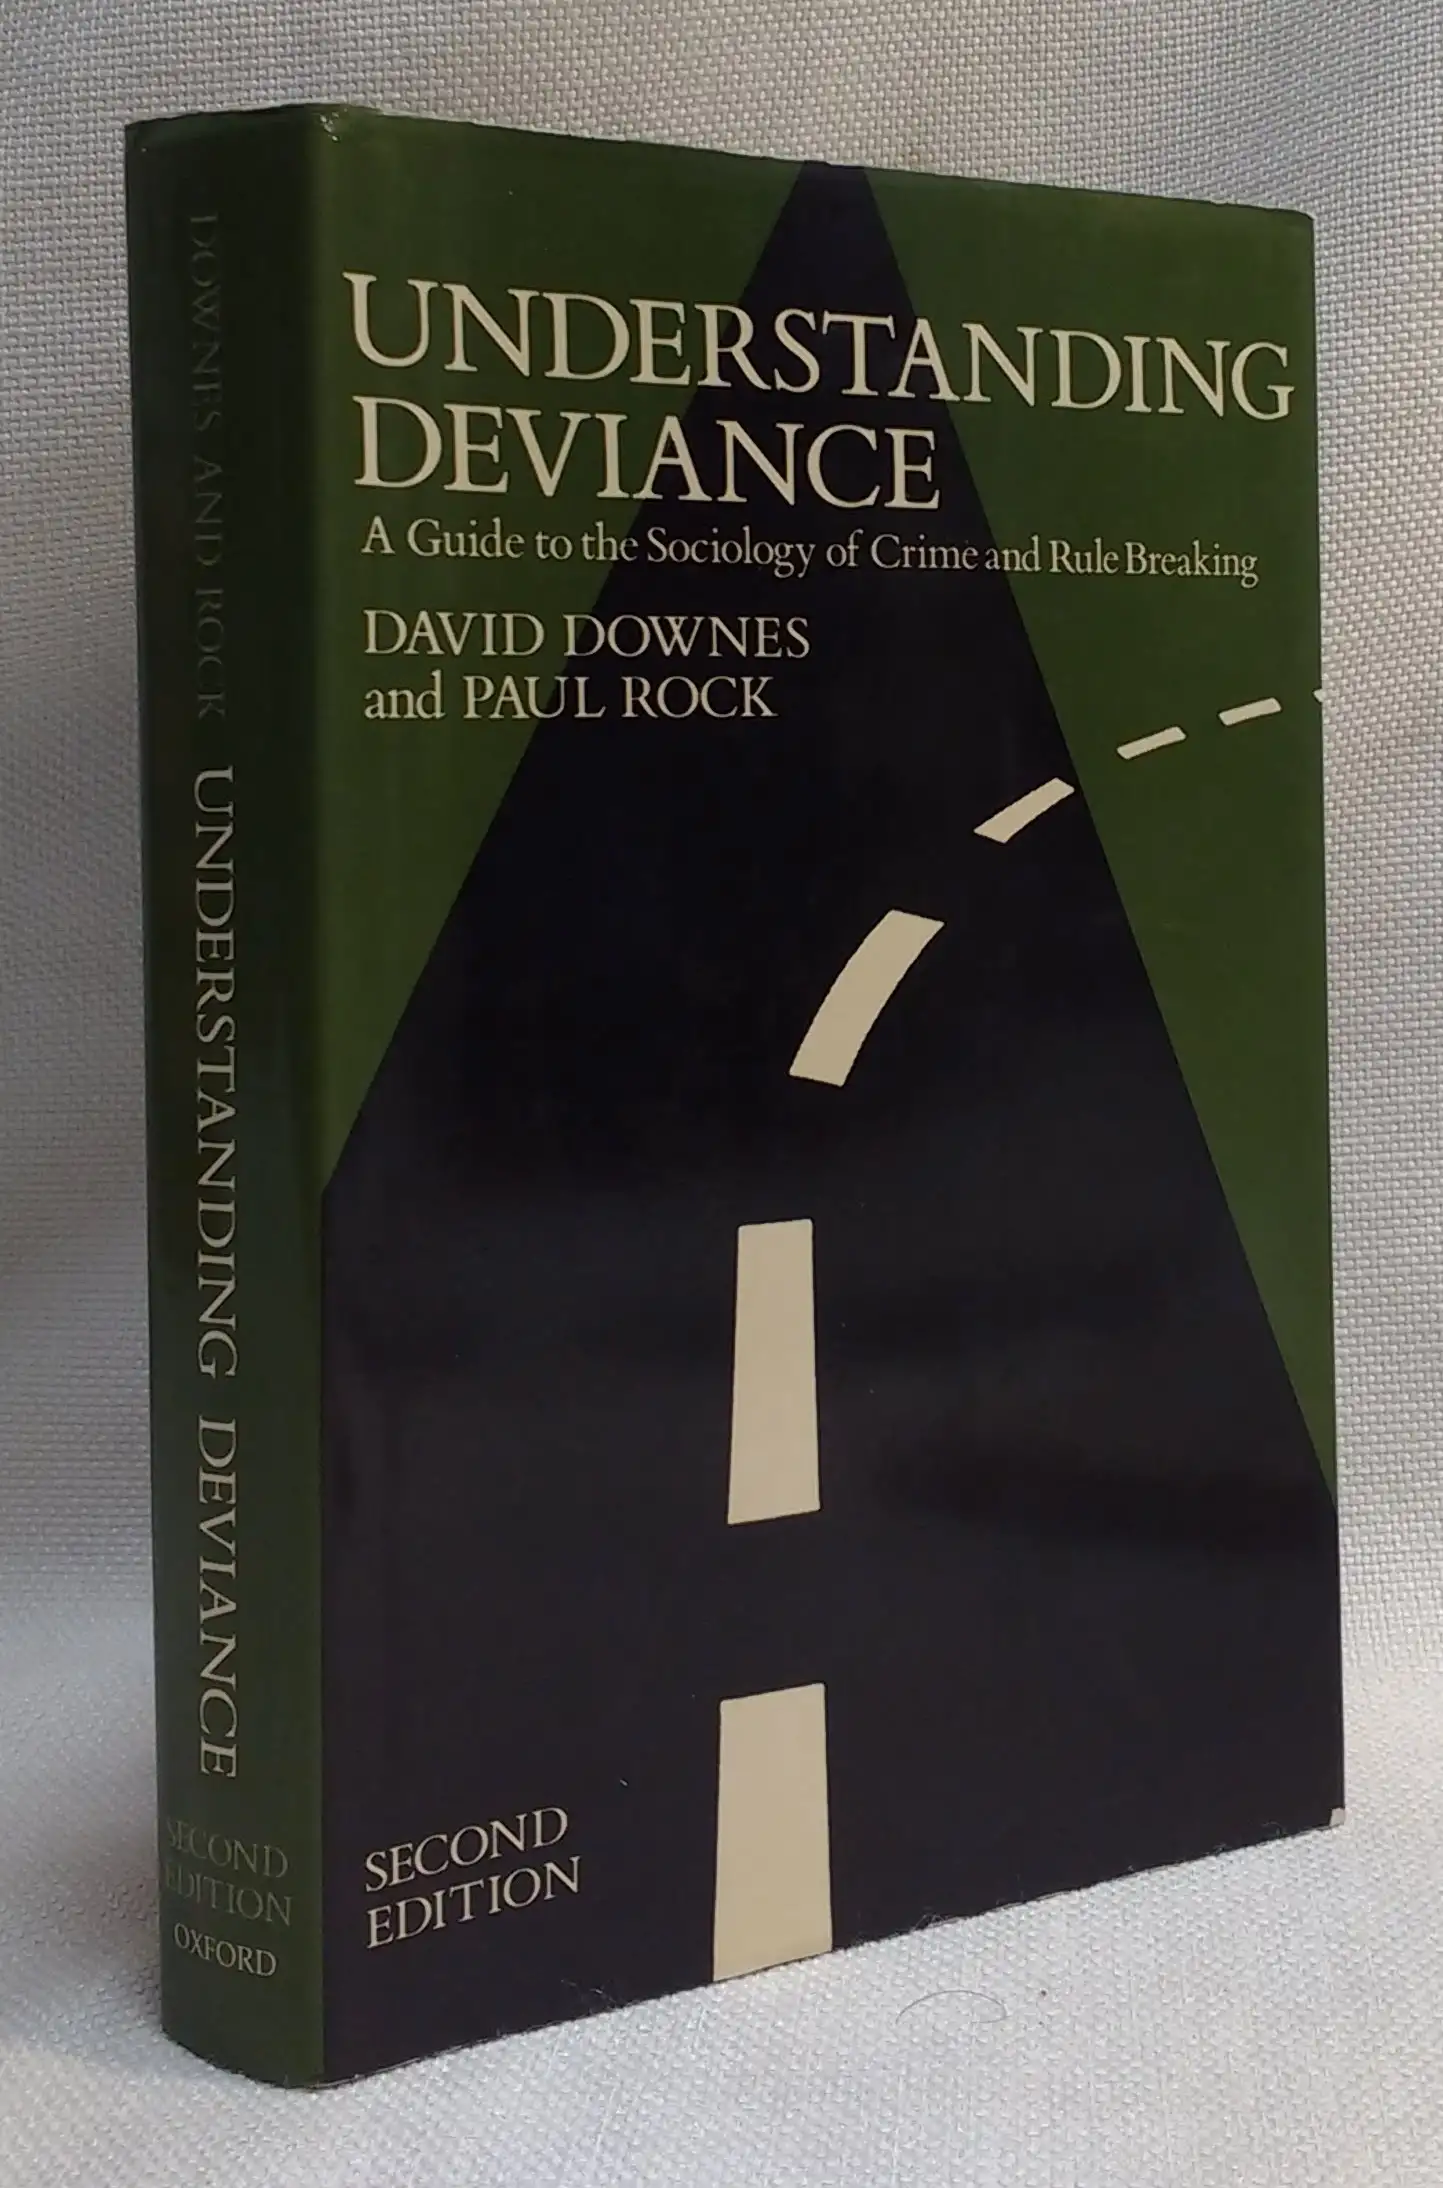 UNDERSTANDING
DEVIANCE
A Guide to the Sociology of Crime and Rule Breaking
DAVID DOWNES
and PAUL ROCK
SECOND
EDITION
DOWNES AND ROCK UNDERSTANDING DEVIANCE
SECOND
EDITION
OXFORD